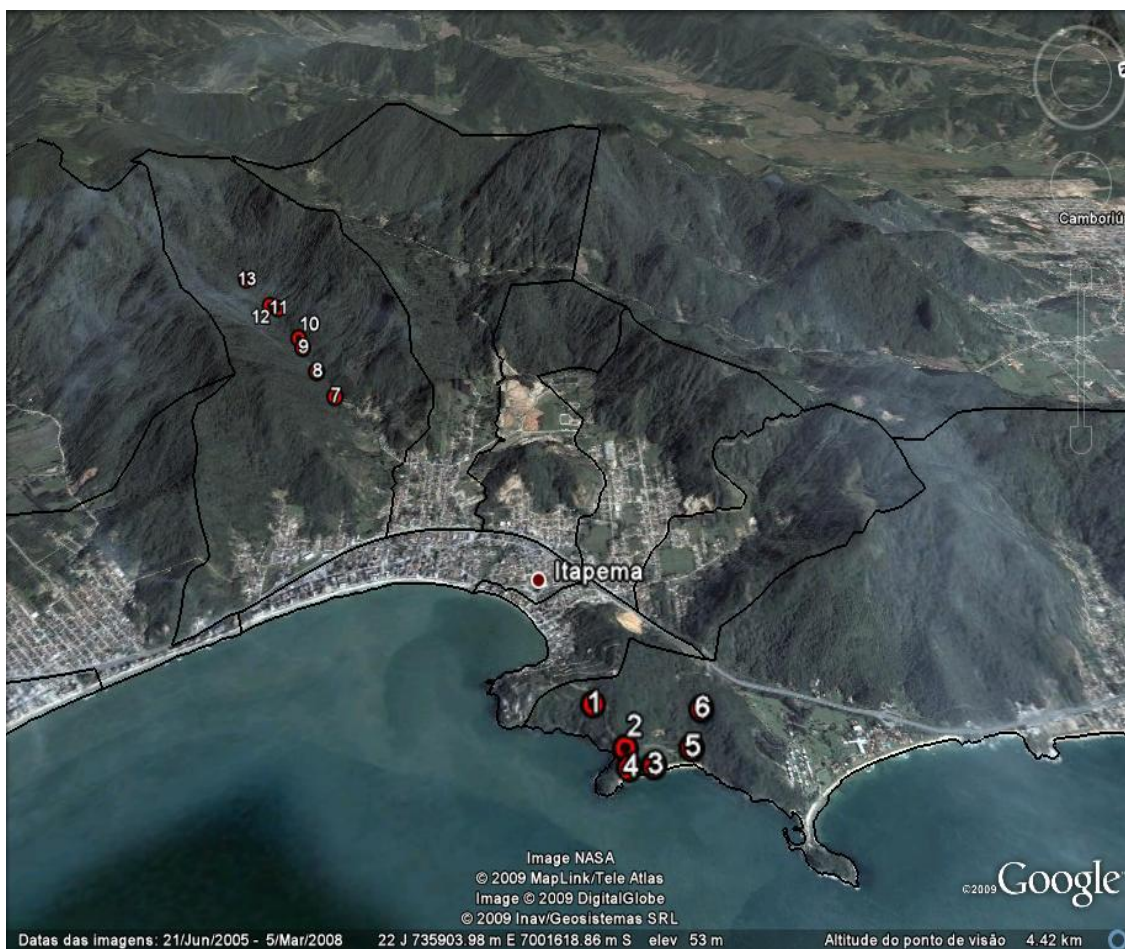 Camboriú
13
11
12
10
9
8
7
Itapema
1
6
2
5
4
3
Image NASA
© 2009 MapLink/Tele Atlas
Image © 2009 DigitalGlobe
© 2009 Inav/Geosistemas SRL
©2009 Google
Datas das imagens: 21/Jun/2005 - 5/Mar/2008 22 J 735903.98 m E 7001618.86 m S elev 53 m Altitude do ponto de visão 4.42 km